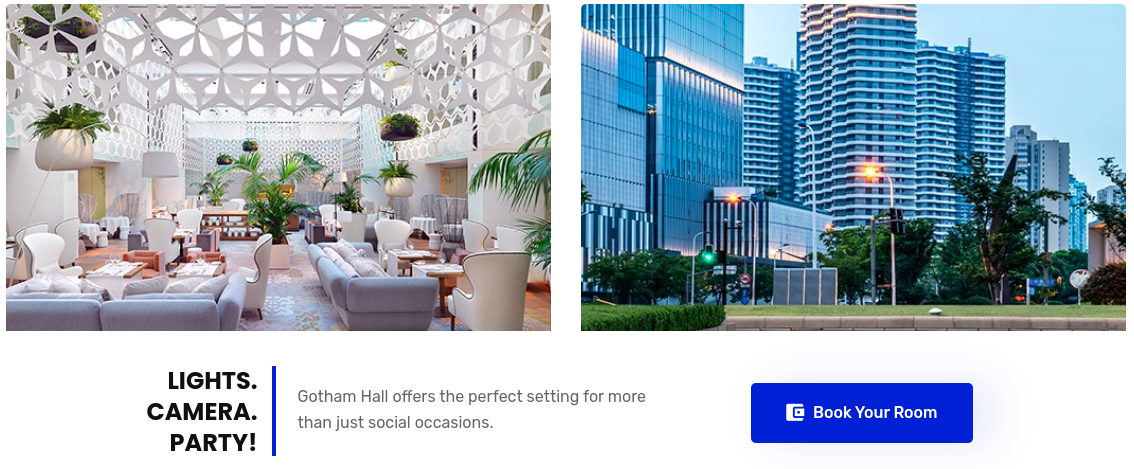 LIGHTS.
CAMERA.
PARTY!
Gotham Hall offers the perfect setting for more
than just social occasions.
Book Your Room